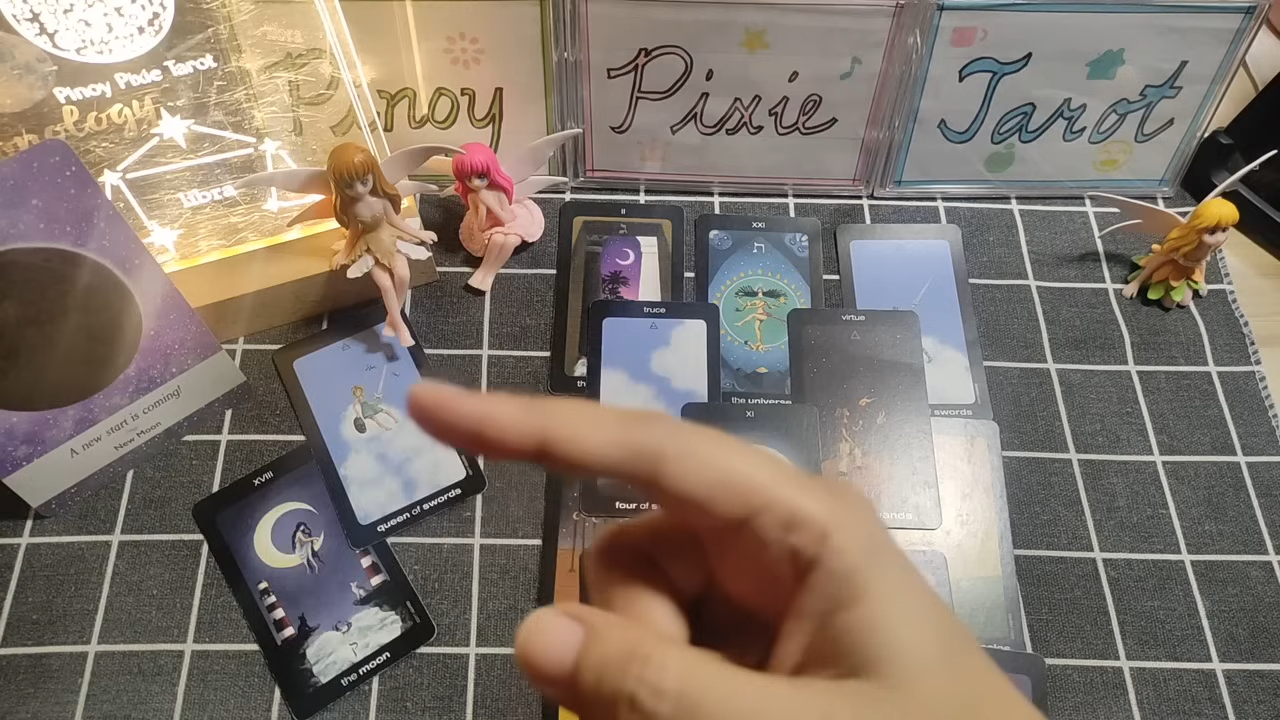 Pinoy Pixie Tarot
libra
Pinoy
Pixie
Tarot
A new start is coming!
New Moon
queen of swords
XVIII
the moon
II
XXI
the universe
truce
four of s
virtue
ands
of swords
XI